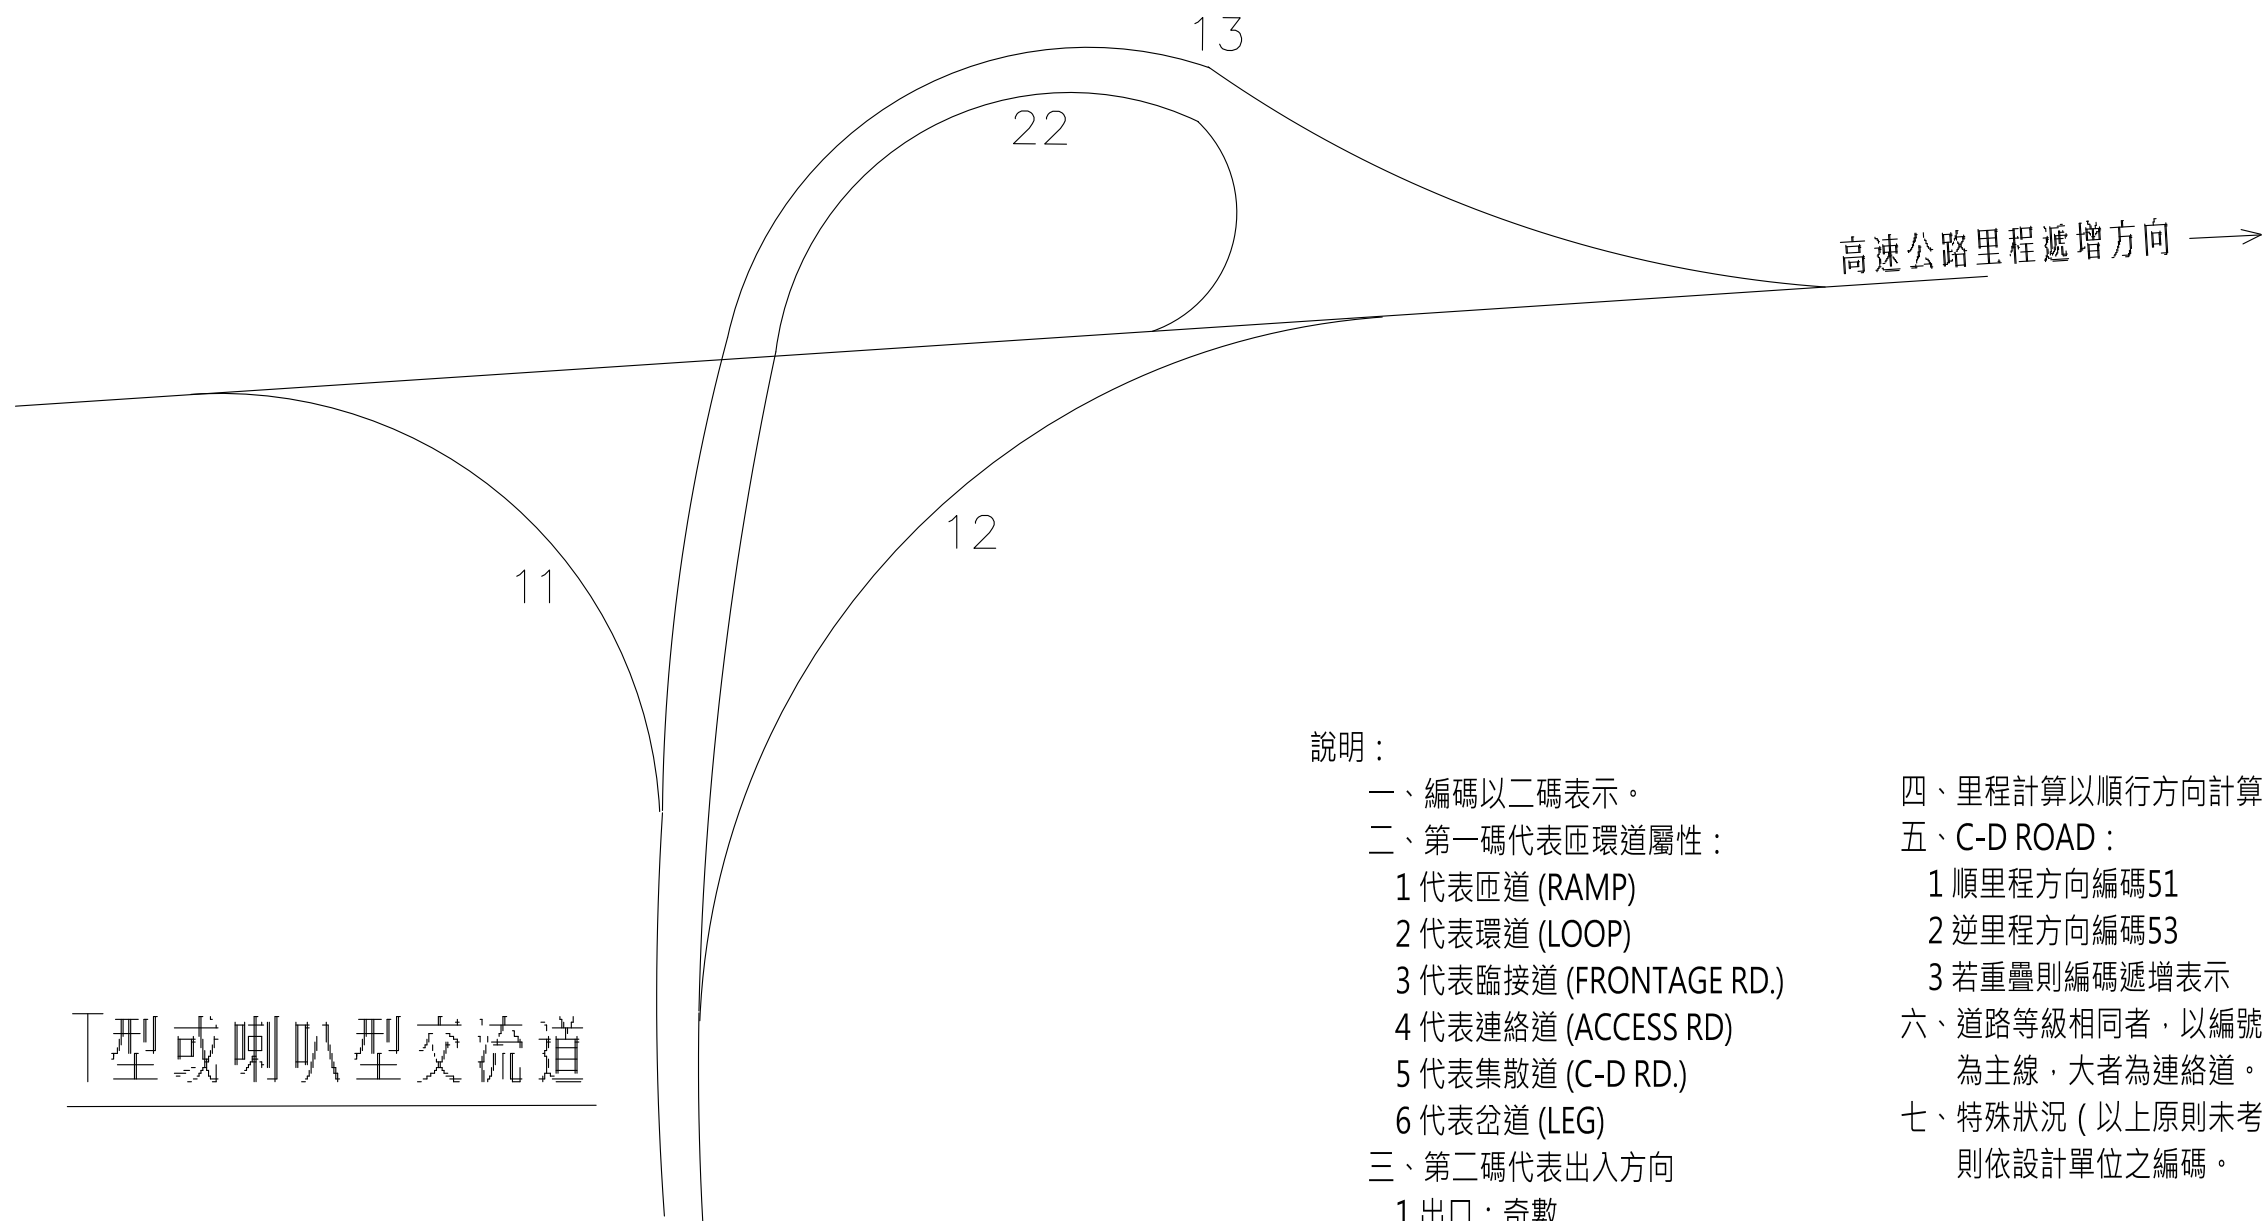 13
22
高速公路里程遞增方向
12
11
T型或喇叭型交流道
說明：
一、編碼以二碼表示。
二、第一碼代表匝環道屬性：
1 代表匝道 (RAMP)
2 代表環道 (LOOP)
3 代表臨接道 (FRONTAGE RD.)
4 代表連絡道 (ACCESS RD)
5 代表集散道 (C-D RD.)
6 代表岔道 (LEG)
三、第二碼代表出入方向
1 出口：奇數
四、里程計算以順行方向計算
五、C-D ROAD：
1 順里程方向編碼51
2 逆里程方向編碼53
3 若重疊則編碼遞增表示
六、道路等級相同者，以編號
為主線，大者為連絡道。
七、特殊狀況 ( 以上原則未考
則依設計單位之編碼。